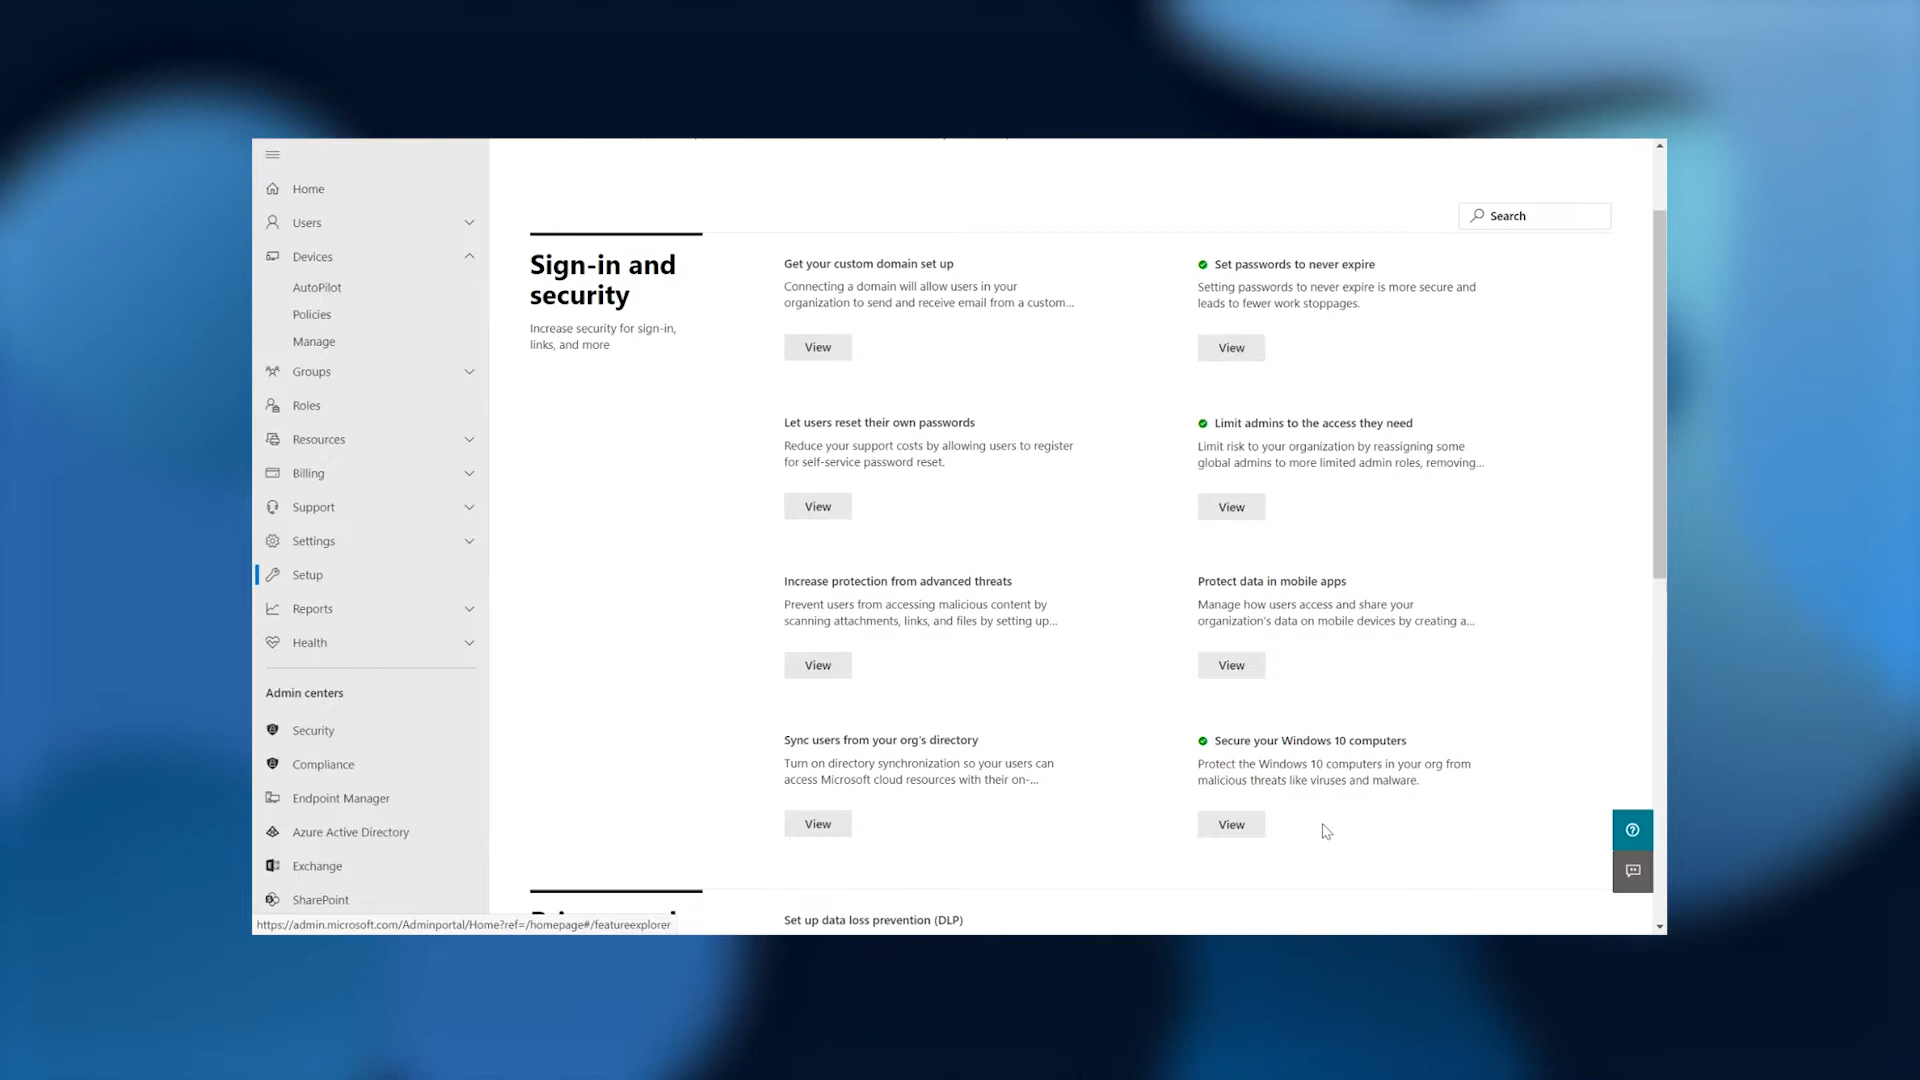 Home
Users
Devices
AutoPilot
Policies
Manage
Groups
Roles
Resources
Billing
Support
Settings
Setup
Reports
Health
Admin centers
Security
Compliance
Endpoint Manager
Azure Active Directory
Exchange
SharePoint
https://admin.microsoft.com/Adminportal/Home?ref=/homepage#/featureexplorer
Search
Sign-in and
security
Increase security for sign-in,
links, and more
Get your custom domain set up
Connecting a domain will allow users in your
organization to send and receive email from a custom...
View
Set passwords to never expire
Setting passwords to never expire is more secure and
leads to fewer work stoppages.
View
Let users reset their own passwords
Reduce your support costs by allowing users to register
for self-service password reset.
View
Limit admins to the access they need
Limit risk to your organization by reassigning some
global admins to more limited admin roles, removing...
View
Increase protection from advanced threats
Prevent users from accessing malicious content by
scanning attachments, links, and files by setting up...
View
Protect data in mobile apps
Manage how users access and share your
organization's data on mobile devices by creating a...
View
Sync users from your org's directory
Turn on directory synchronization so your users can
access Microsoft cloud resources with their on-...
View
Secure your Windows 10 computers
Protect the Windows 10 computers in your org from
malicious threats like viruses and malware.
View
Set up data loss prevention (DLP)